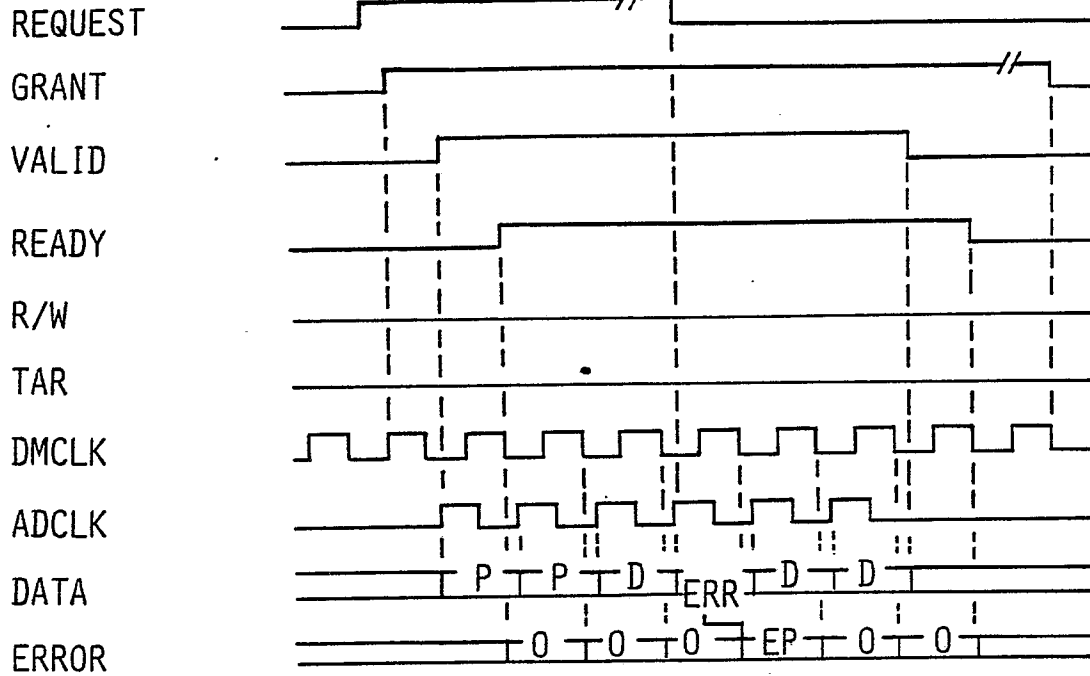 REQUEST
GRANT
VALID
READY
R/W
TAR
DMCLK
ADCLK
DATA P P D ERR D D
ERROR 0 0 0 EP 0 0